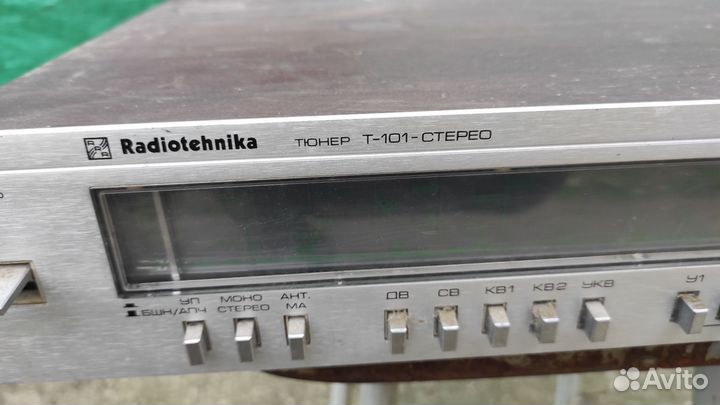 Radiotehnika ТЮНЕР Т-101-СТЕРЕО
УП МОНО АНТ. ДВ СВ КВ1 КВ2 УКВ У1
БШН/АПЧ СТЕРЕО МА
Avito